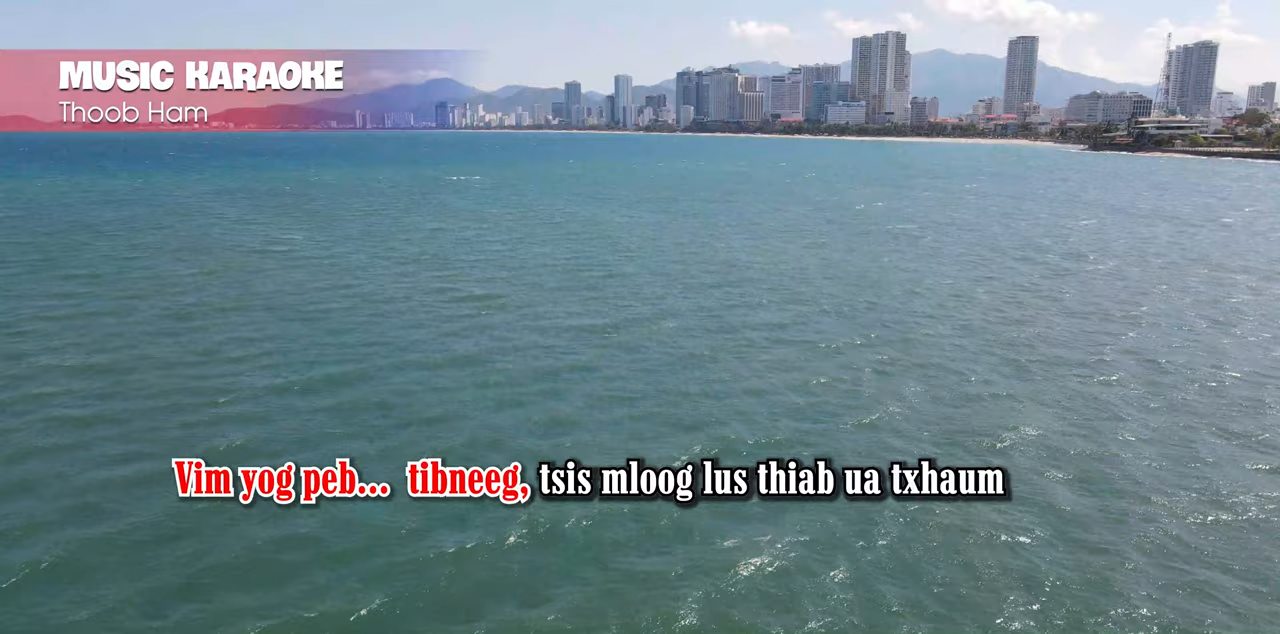 MUSIC KARAOKE
Thoob Ham
Vim yog peb... tibneeg, tsis mloog lus thiab ua txhaum